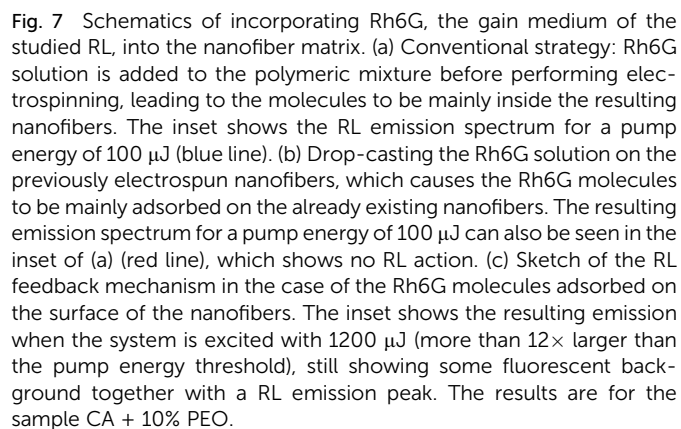 Fig. 7 Schematics of incorporating Rh6G, the gain medium of the
studied RL, into the nanofiber matrix. (a) Conventional strategy: Rh6G
solution is added to the polymeric mixture before performing elec-
trospinning, leading to the molecules to be mainly inside the resulting
nanofibers. The inset shows the RL emission spectrum for a pump
energy of 100 μJ (blue line). (b) Drop-casting the Rh6G solution on the
previously electrospun nanofibers, which causes the Rh6G molecules
to be mainly adsorbed on the already existing nanofibers. The resulting
emission spectrum for a pump energy of 100 μJ can also be seen in the
inset of (a) (red line), which shows no RL action. (c) Sketch of the RL
feedback mechanism in the case of the Rh6G molecules adsorbed on
the surface of the nanofibers. The inset shows the resulting emission
when the system is excited with 1200 μJ (more than 12× larger than
the pump energy threshold), still showing some fluorescent back-
ground together with a RL emission peak. The results are for the
sample CA + 10% PEO.